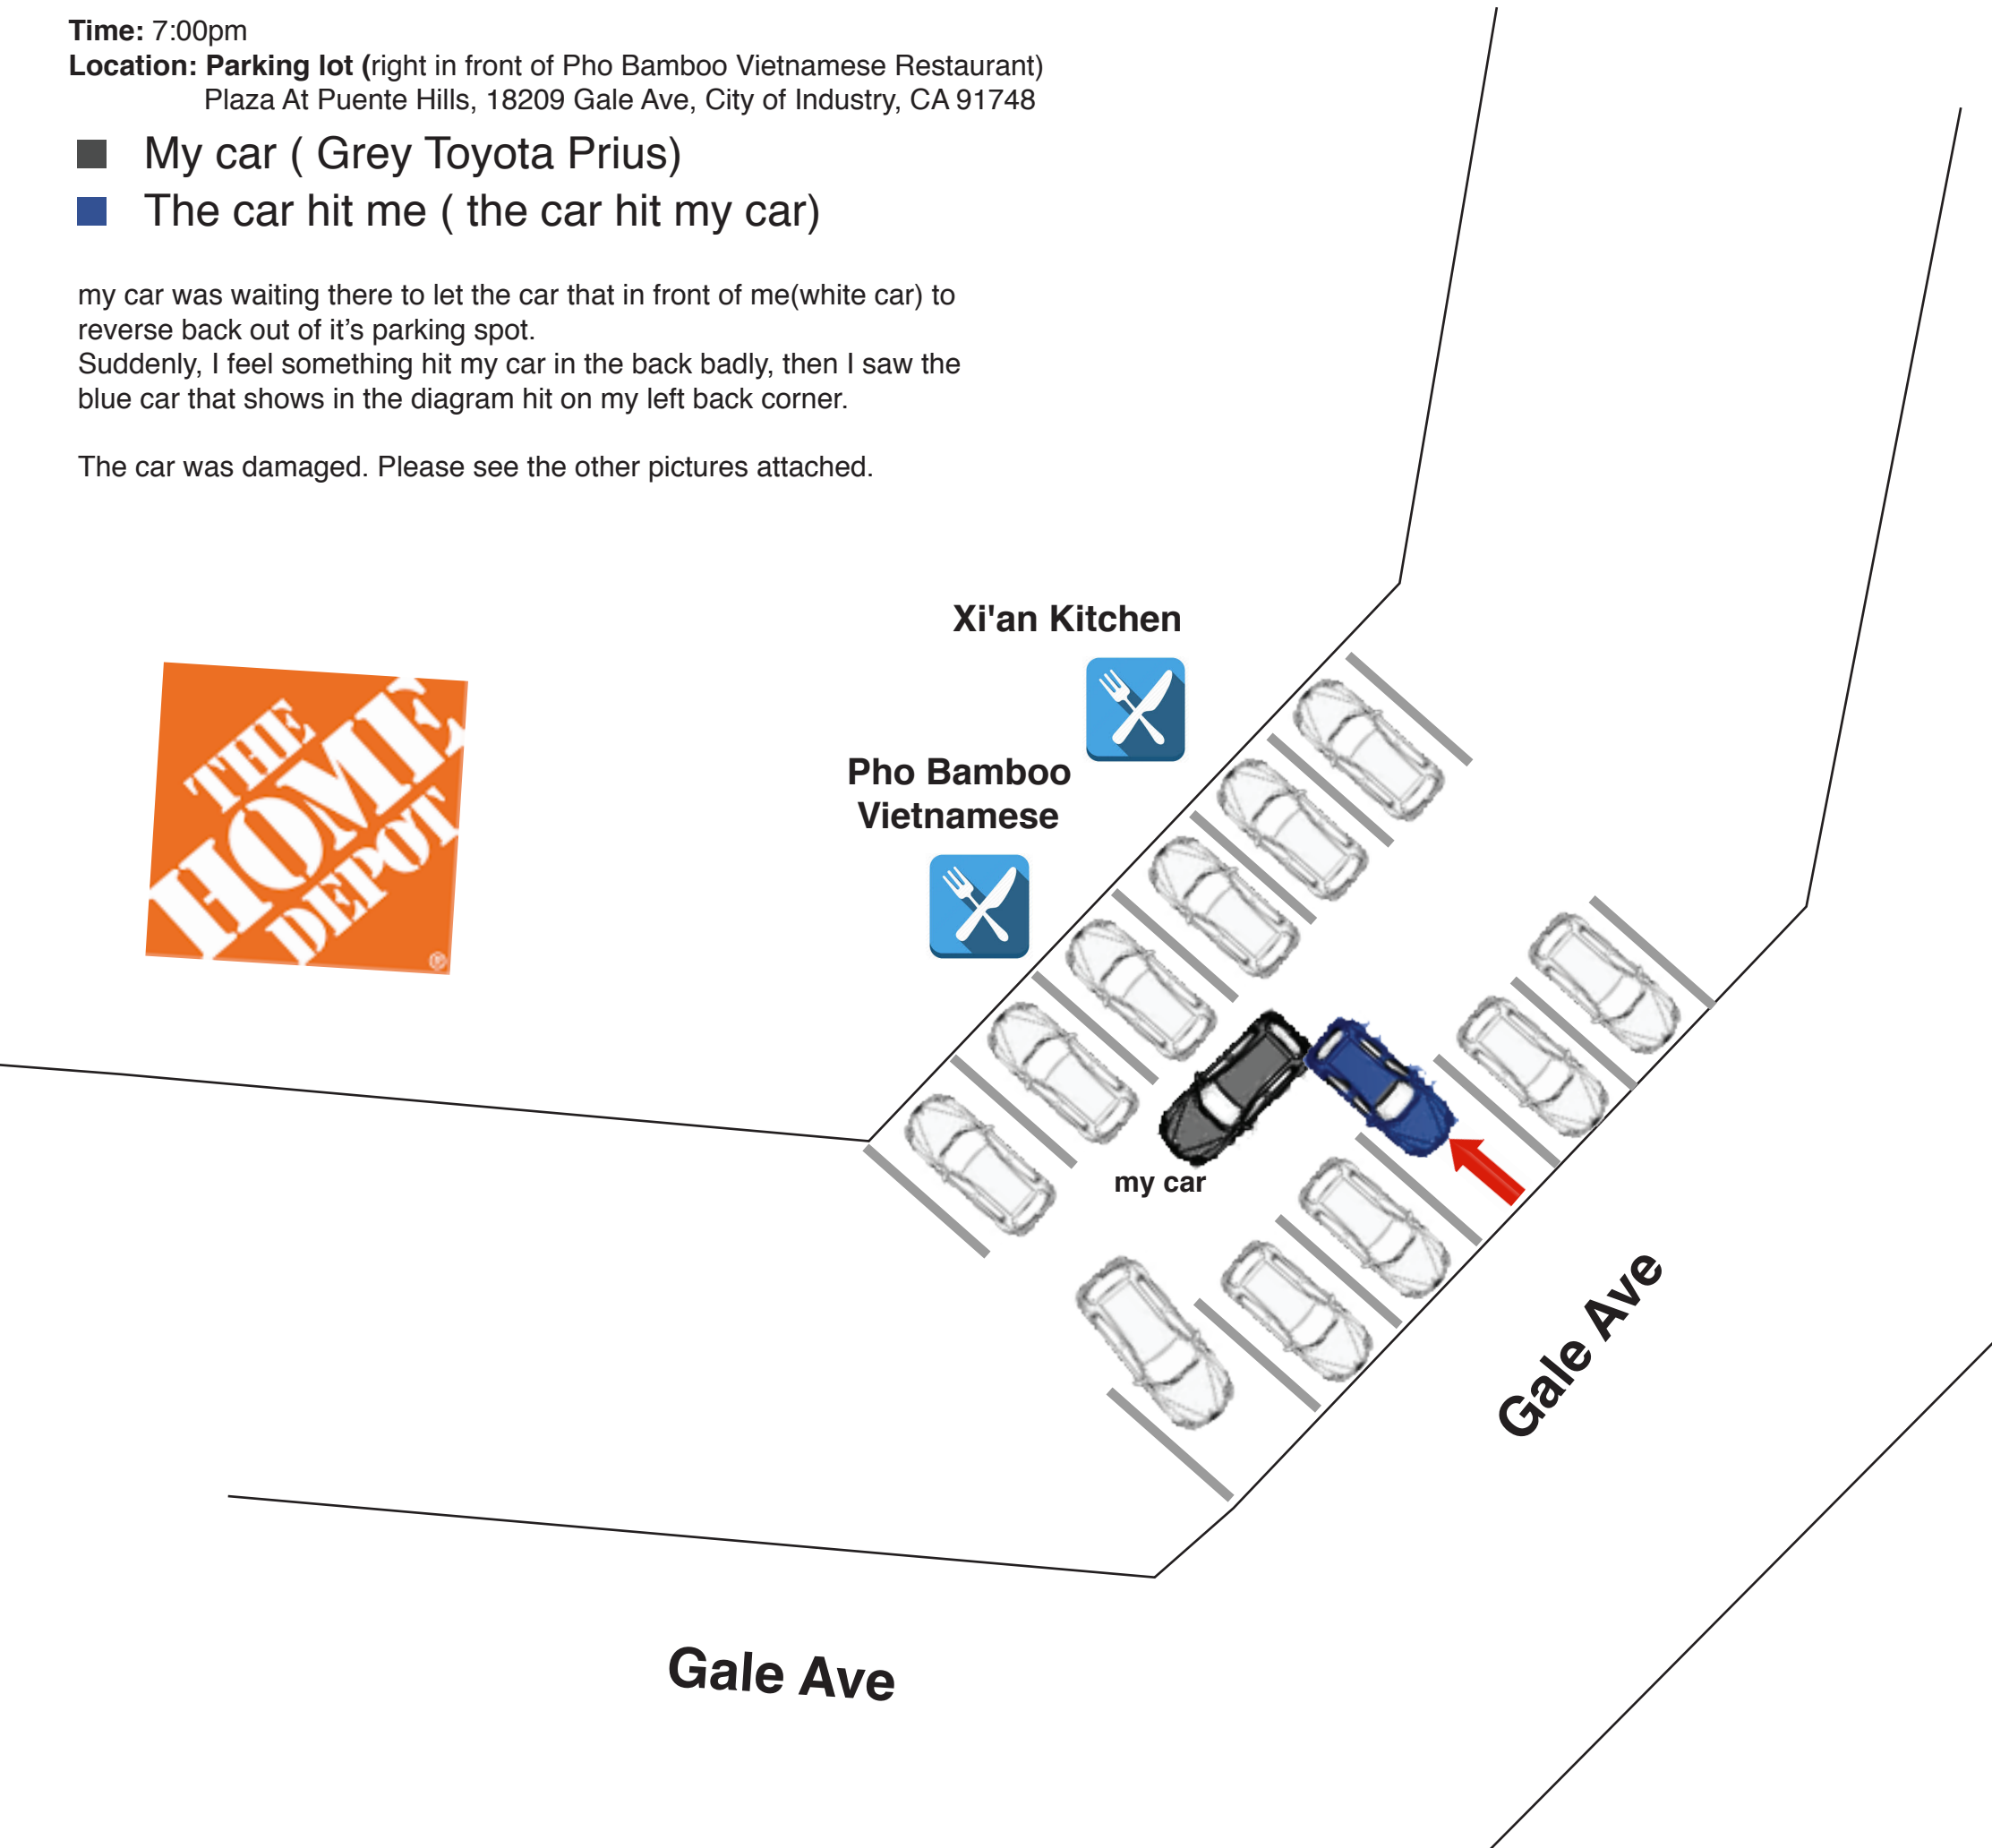 Time: 7:00pm
Location: Parking lot (right in front of Pho Bamboo Vietnamese Restaurant)
Plaza At Puente Hills, 18209 Gale Ave, City of Industry, CA 91748
My car ( Grey Toyota Prius)
The car hit me ( the car hit my car)
my car was waiting there to let the car that in front of me(white car) to
reverse back out of it's parking spot.
Suddenly, I feel something hit my car in the back badly, then I saw the
blue car that shows in the diagram hit on my left back corner.
The car was damaged. Please see the other pictures attached.
Xi'an Kitchen
THE
HOME
DEPOT
®
Pho Bamboo
Vietnamese
my car
Gale Ave
Gale Ave